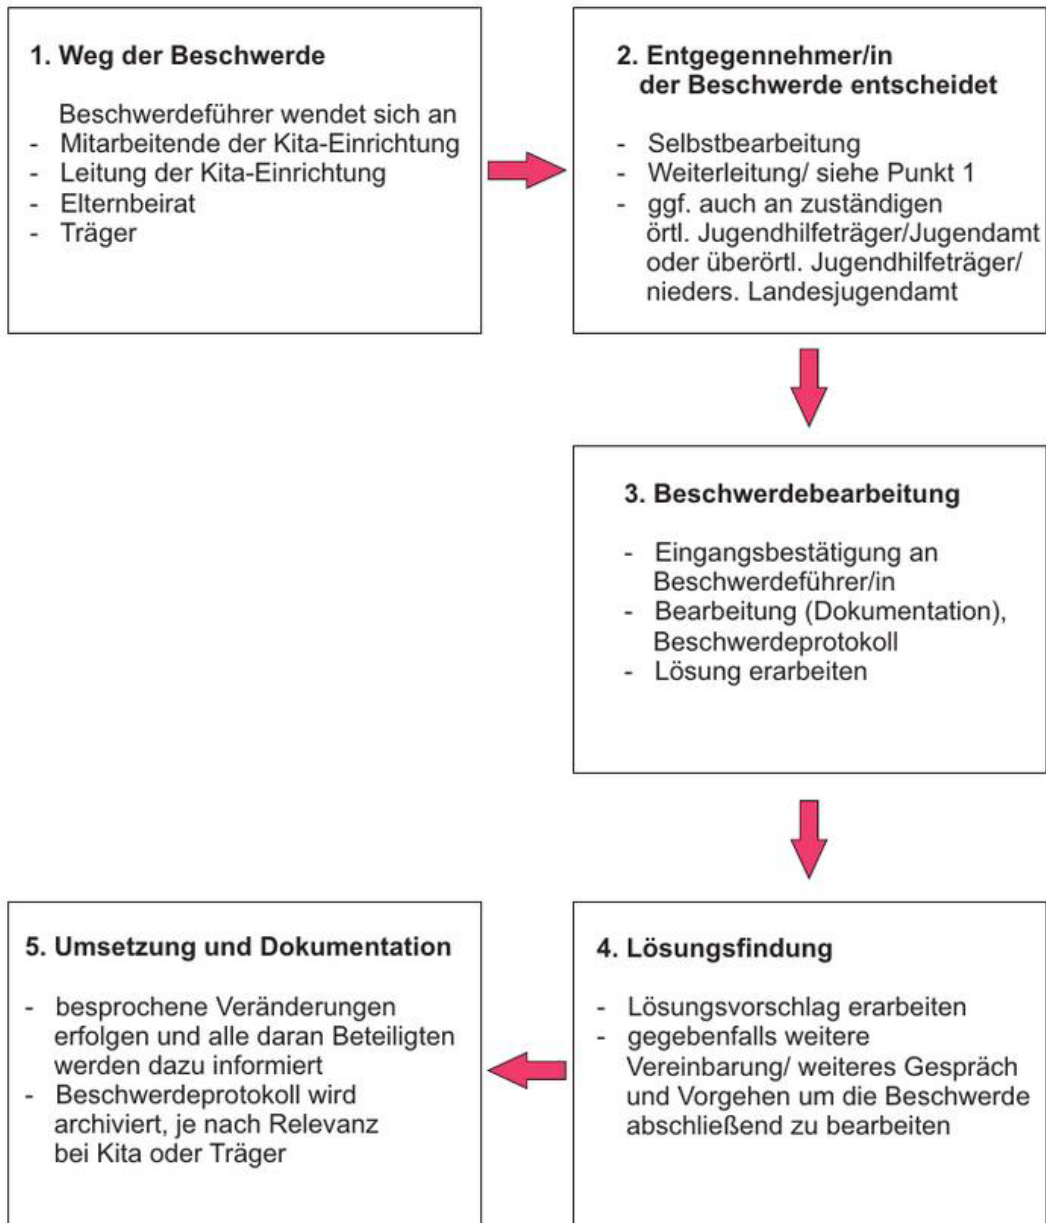 1. Weg der Beschwerde
Beschwerdeführer wendet sich an
- Mitarbeitende der Kita-Einrichtung
- Leitung der Kita-Einrichtung
- Elternbeirat
- Träger
2. Entgegennehmer/in
der Beschwerde entscheidet
- Selbstbearbeitung
- Weiterleitung/ siehe Punkt 1
- ggf. auch an zuständigen
örtl. Jugendhilfeträger/Jugendamt
oder überörtl. Jugendhilfeträger/
nieders. Landesjugendamt
3. Beschwerdebearbeitung
- Eingangsbestätigung an
Beschwerdeführer/in
- Bearbeitung (Dokumentation),
Beschwerdeprotokoll
- Lösung erarbeiten
4. Lösungsfindung
- Lösungsvorschlag erarbeiten
- gegebenfalls weitere
Vereinbarung/ weiteres Gespräch
und Vorgehen um die Beschwerde
abschließend zu bearbeiten
5. Umsetzung und Dokumentation
- besprochene Veränderungen
erfolgen und alle daran Beteiligten
werden dazu informiert
- Beschwerdeprotokoll wird
archiviert, je nach Relevanz
bei Kita oder Träger